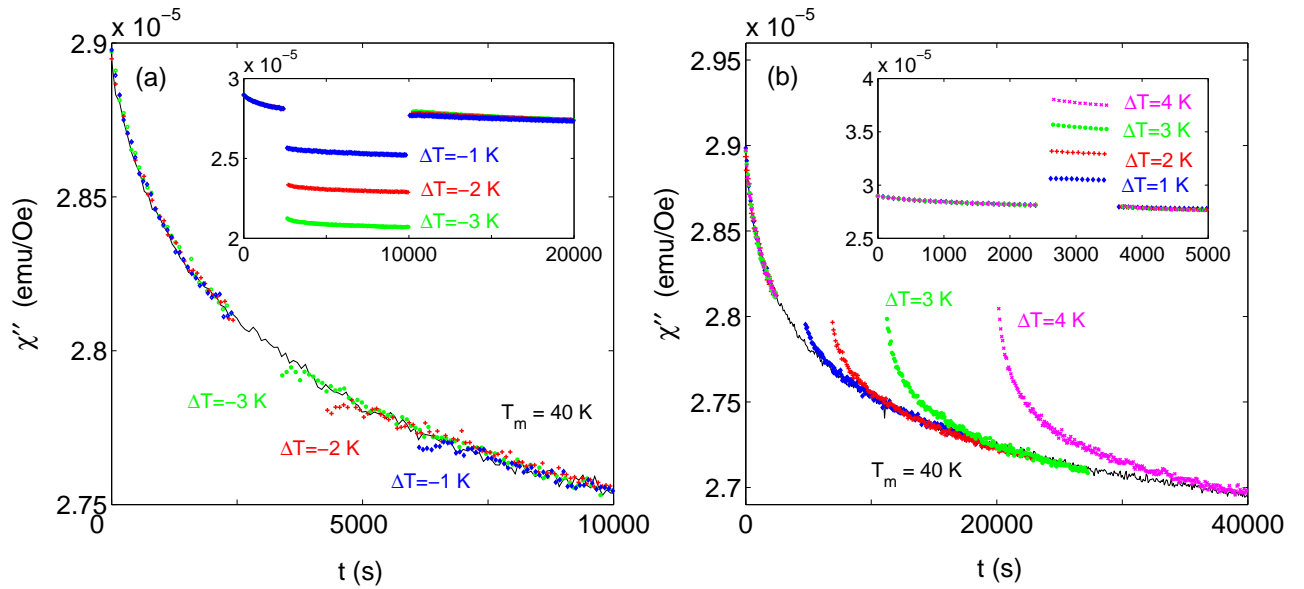 x 10⁻⁵
2.9
2.85
2.8
2.75
0
5000
10000
χ′′ (emu/Oe)
t (s)
(a)
x 10⁻⁵
3
2.5
2
0
10000
20000
ΔT=−1 K
ΔT=−2 K
ΔT=−3 K
ΔT=−3 K
ΔT=−2 K
ΔT=−1 K
Tₘ = 40 K
x 10⁻⁵
2.95
2.9
2.85
2.8
2.75
2.7
0
20000
40000
χ′′ (emu/Oe)
t (s)
(b)
x 10⁻⁵
4
3.5
3
2.5
0
1000
2000
3000
4000
5000
ΔT=4 K
ΔT=3 K
ΔT=2 K
ΔT=1 K
ΔT=3 K
ΔT=4 K
Tₘ = 40 K